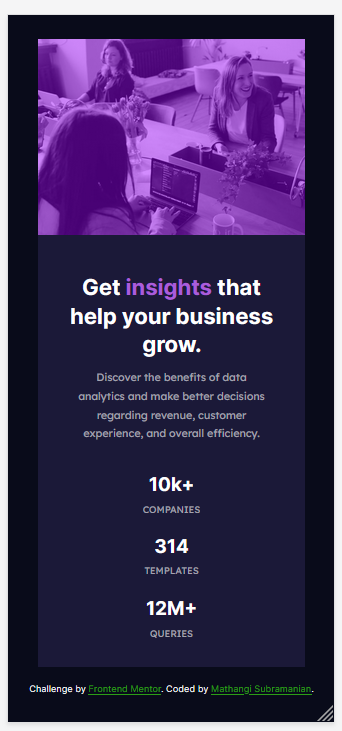 Get insights that
help your business
grow.
Discover the benefits of data
analytics and make better decisions
regarding revenue, customer
experience, and overall efficiency.
10k+
COMPANIES
314
TEMPLATES
12M+
QUERIES
Challenge by Frontend Mentor. Coded by Mathangi Subramanian.